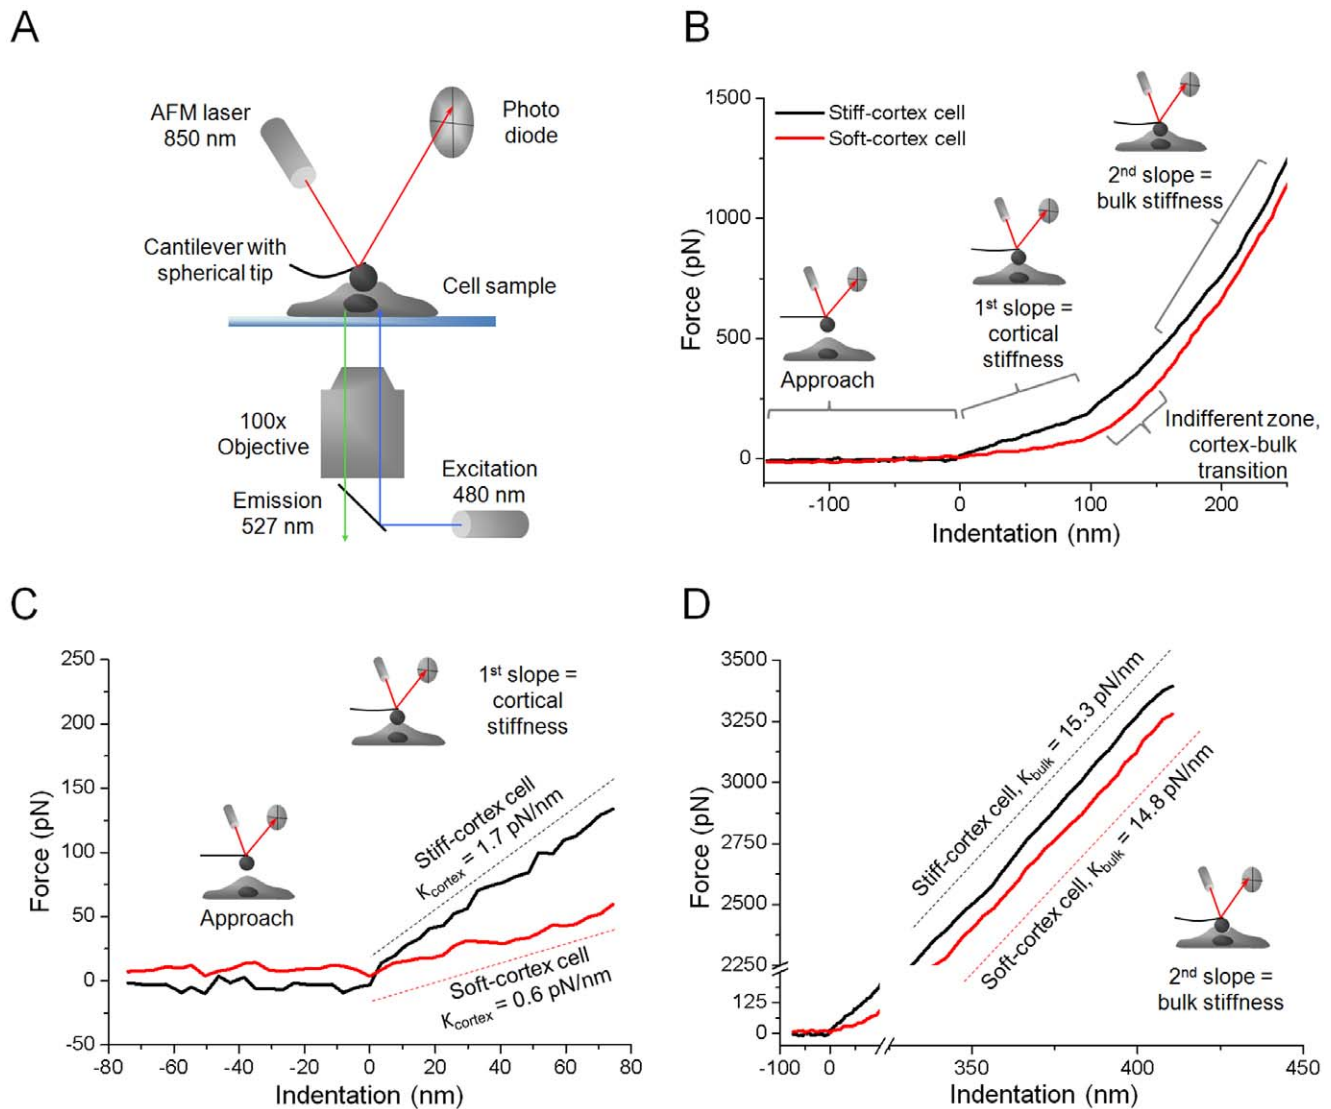 A
AFM laser
850 nm
Photo
diode
Cantilever with
spherical tip
Cell sample
100x
Objective
Excitation
480 nm
Emission
527 nm
B
Stiff-cortex cell
Soft-cortex cell
2nd slope =
bulk stiffness
1st slope =
cortical
stiffness
Approach
Indifferent zone,
cortex-bulk
transition
Force (pN)
1500
1000
500
0
-100
0
100
200
Indentation (nm)
C
1st slope =
cortical
stiffness
Approach
Stiff-cortex cell
Kcortex = 1.7 pN/nm
Soft-cortex cell
Kcortex = 0.6 pN/nm
Force (pN)
250
200
150
100
50
0
-50
-80
-60
-40
-20
0
20
40
60
80
Indentation (nm)
D
Stiff-cortex cell, Kbulk = 15.3 pN/nm
Soft-cortex cell, Kbulk = 14.8 pN/nm
2nd slope =
bulk stiffness
Force (pN)
3500
3250
3000
2750
2500
2250
125
0
-100
0
350
400
450
Indentation (nm)